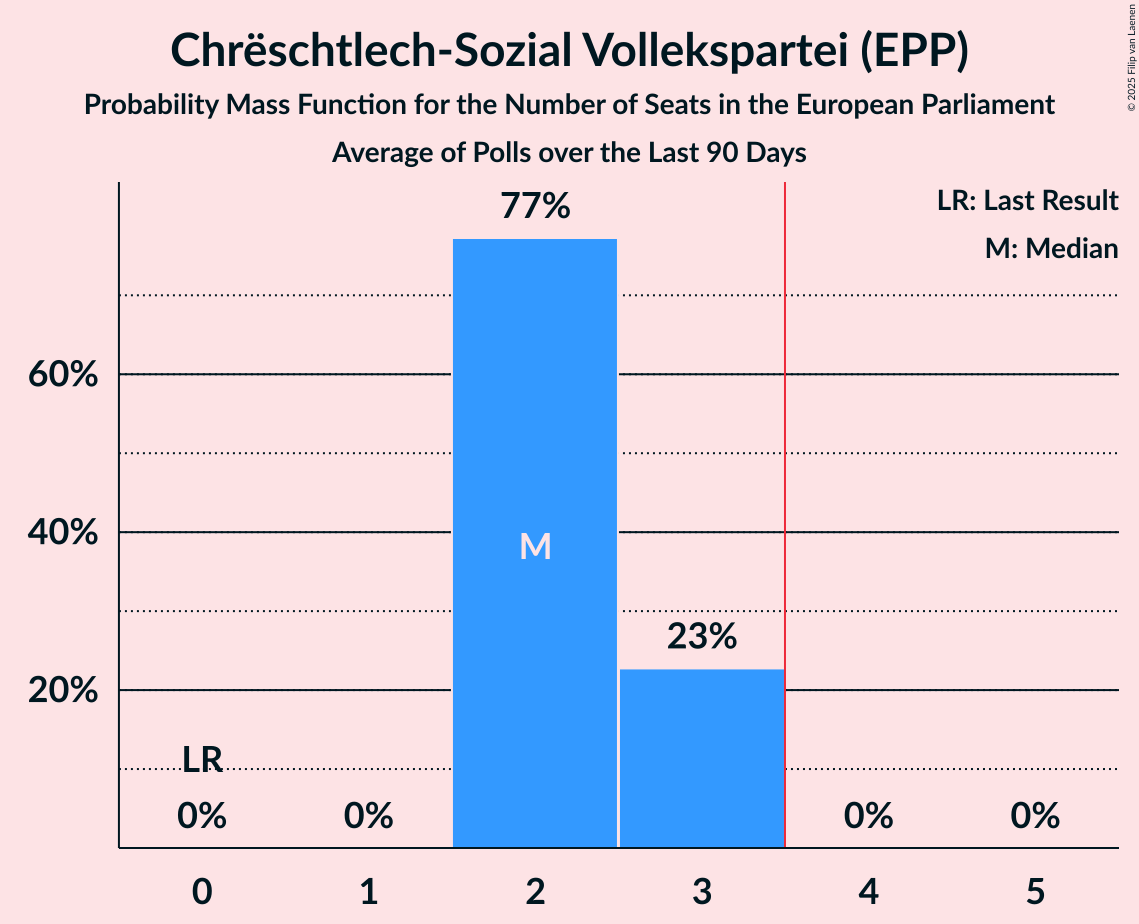 Chrëschtlech-Sozial Vollekspartei (EPP)
Probability Mass Function for the Number of Seats in the European Parliament
Average of Polls over the Last 90 Days
© 2025 Filip van Laenen
LR: Last Result
M: Median
77%
60%
40%
M
23%
20%
LR
0% 0% 0% 0%
0 1 2 3 4 5